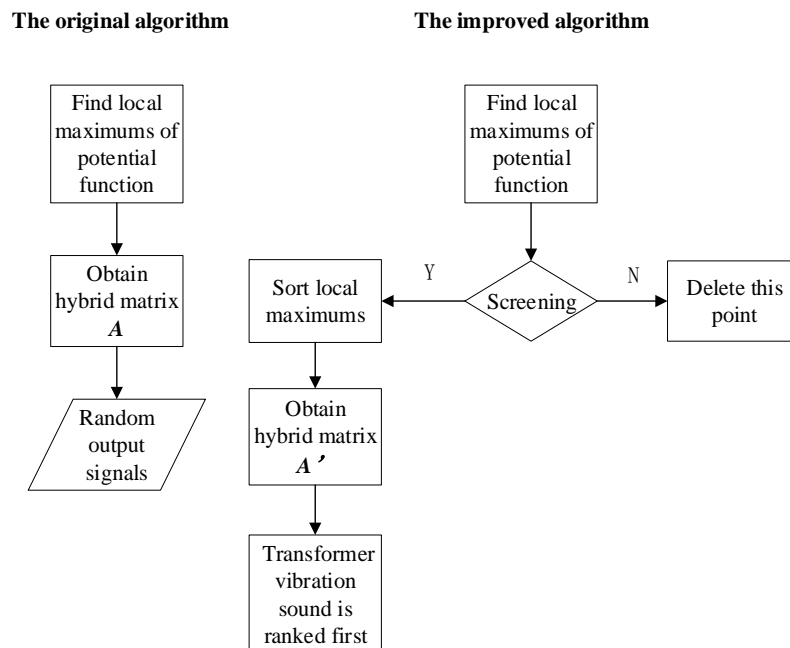 The original algorithm
Find local
maximums of
potential
function
Obtain
hybrid matrix
A
Random
output
signals
The improved algorithm
Find local
maximums of
potential
function
Screening
Y
N
Delete this
point
Sort local
maximums
Obtain
hybrid matrix
A’
Transformer
vibration
sound is
ranked first